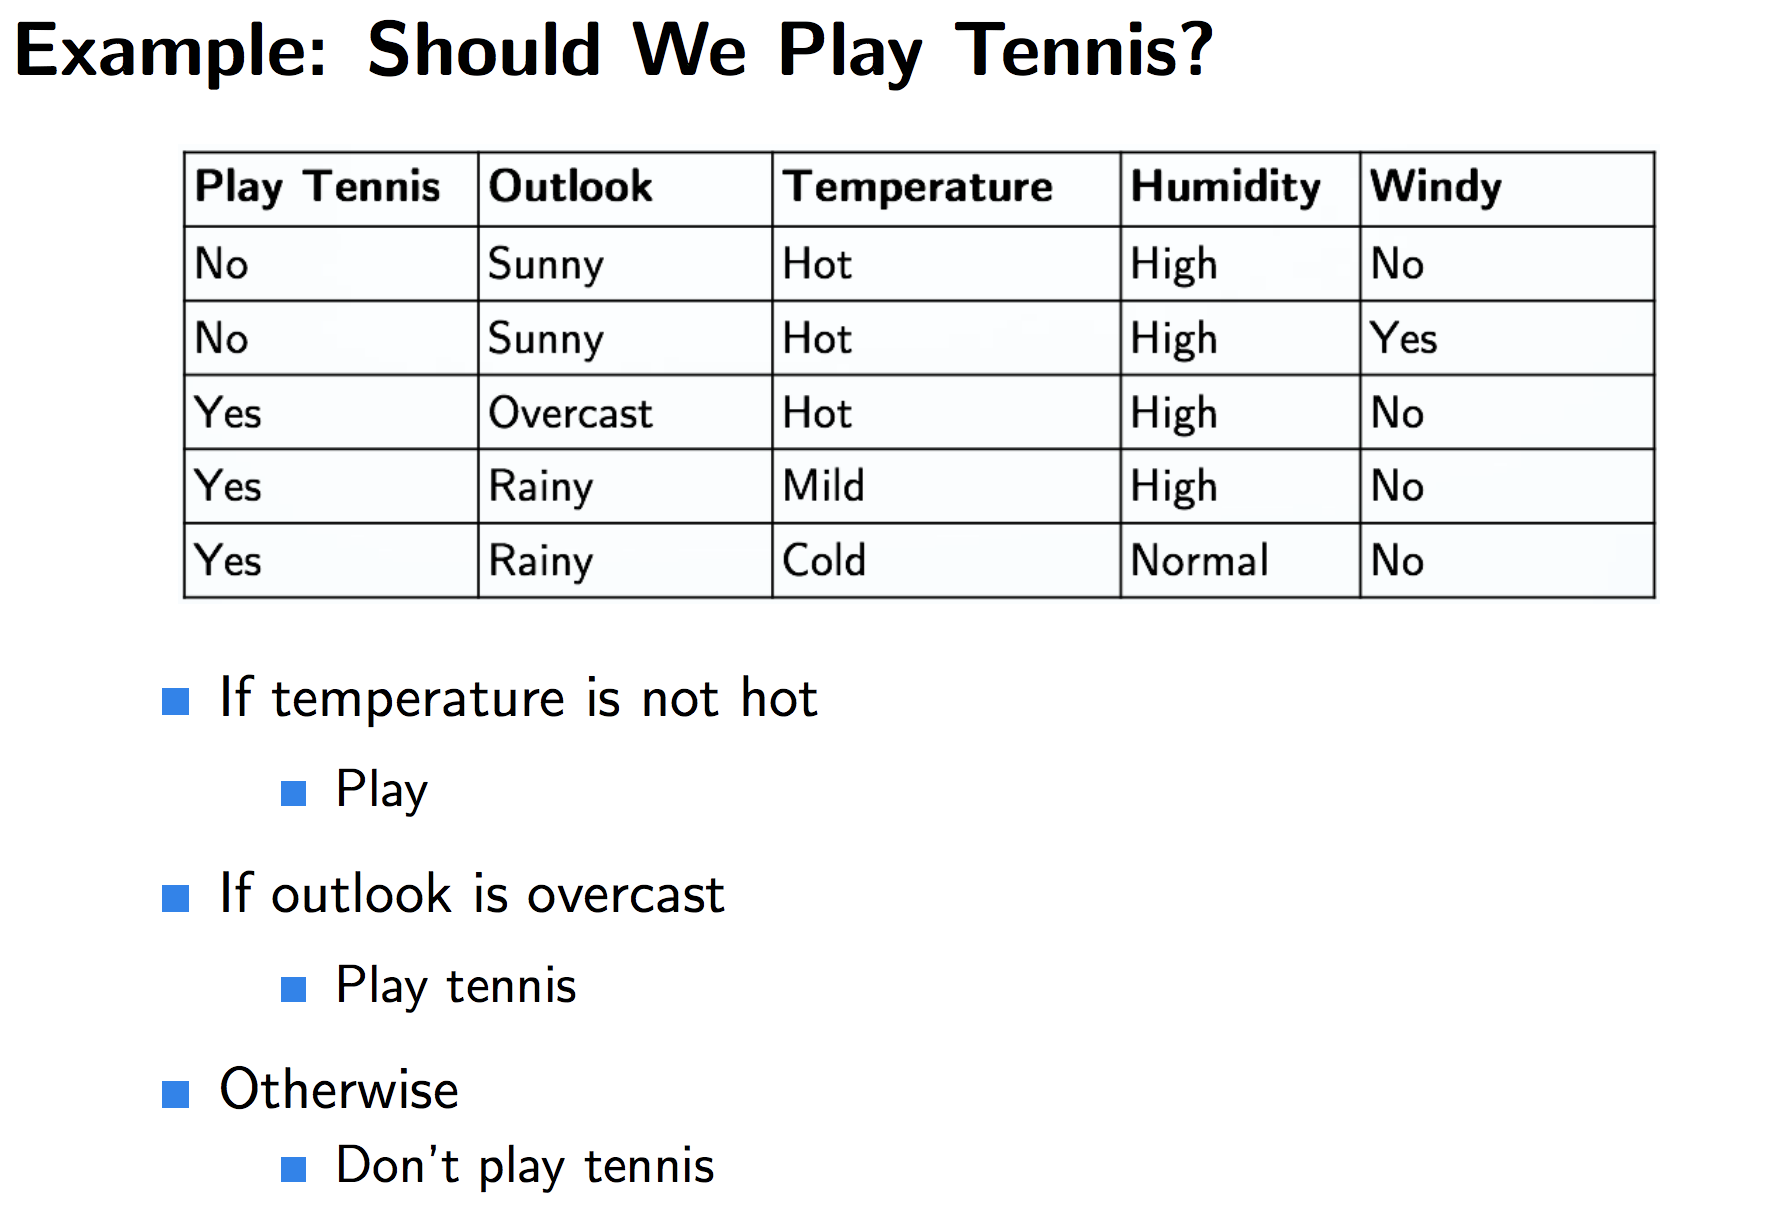 Example: Should We Play Tennis?
Play Tennis Outlook Temperature Humidity Windy
No Sunny Hot High No
No Sunny Hot High Yes
Yes Overcast Hot High No
Yes Rainy Mild High No
Yes Rainy Cold Normal No
If temperature is not hot
Play
If outlook is overcast
Play tennis
Otherwise
Don't play tennis